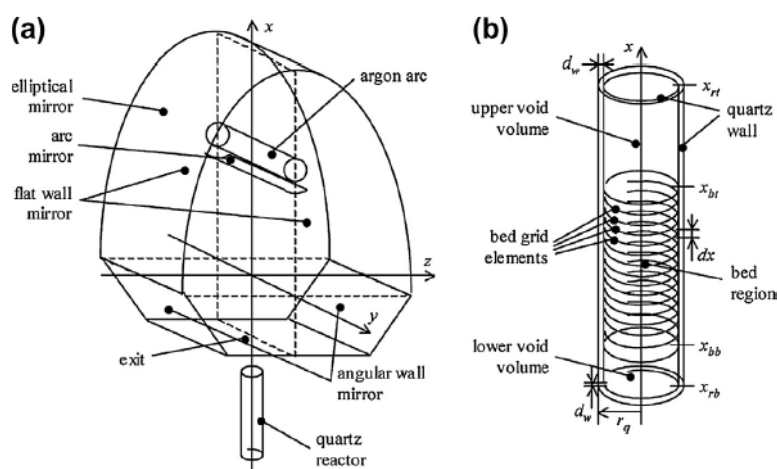 (a)
x
argon arc
elliptical
mirror
arc
mirror
flat wall
mirror
z
y
exit
angular wall
mirror
quartz
reactor
(b)
x
d_w
x_rt
quartz
wall
upper void
volume
x_bt
bed grid
elements
dx
bed
region
x_bb
lower void
volume
x_rb
d_w
r_q